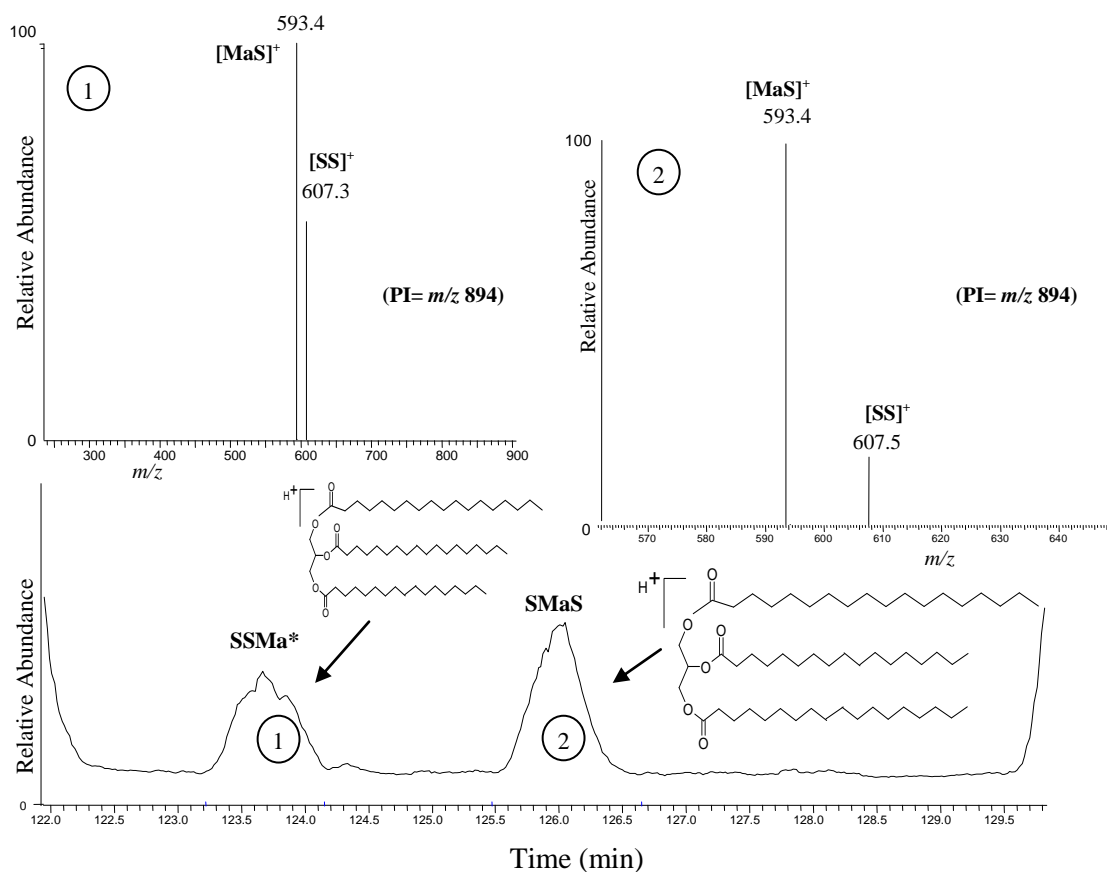 593.4
100
[MaS]⁺
1
[SS]⁺
607.3
Relative Abundance
(PI= m/z 894)
0
300 400 500 600 700 800 900
m/z
[MaS]⁺
593.4
100
2
Relative Abundance
(PI= m/z 894)
[SS]⁺
607.5
0
570 580 590 600 610 620 630 640
m/z
H⁺
O
O
O
O
O
O
SSMa*
1
SMaS
2
H⁺
O
O
O
O
O
O
Relative Abundance
0
122.0 122.5 123.0 123.5 124.0 124.5 125.0 125.5 126.0 126.5 127.0 127.5 128.0 128.5 129.0 129.5
Time (min)